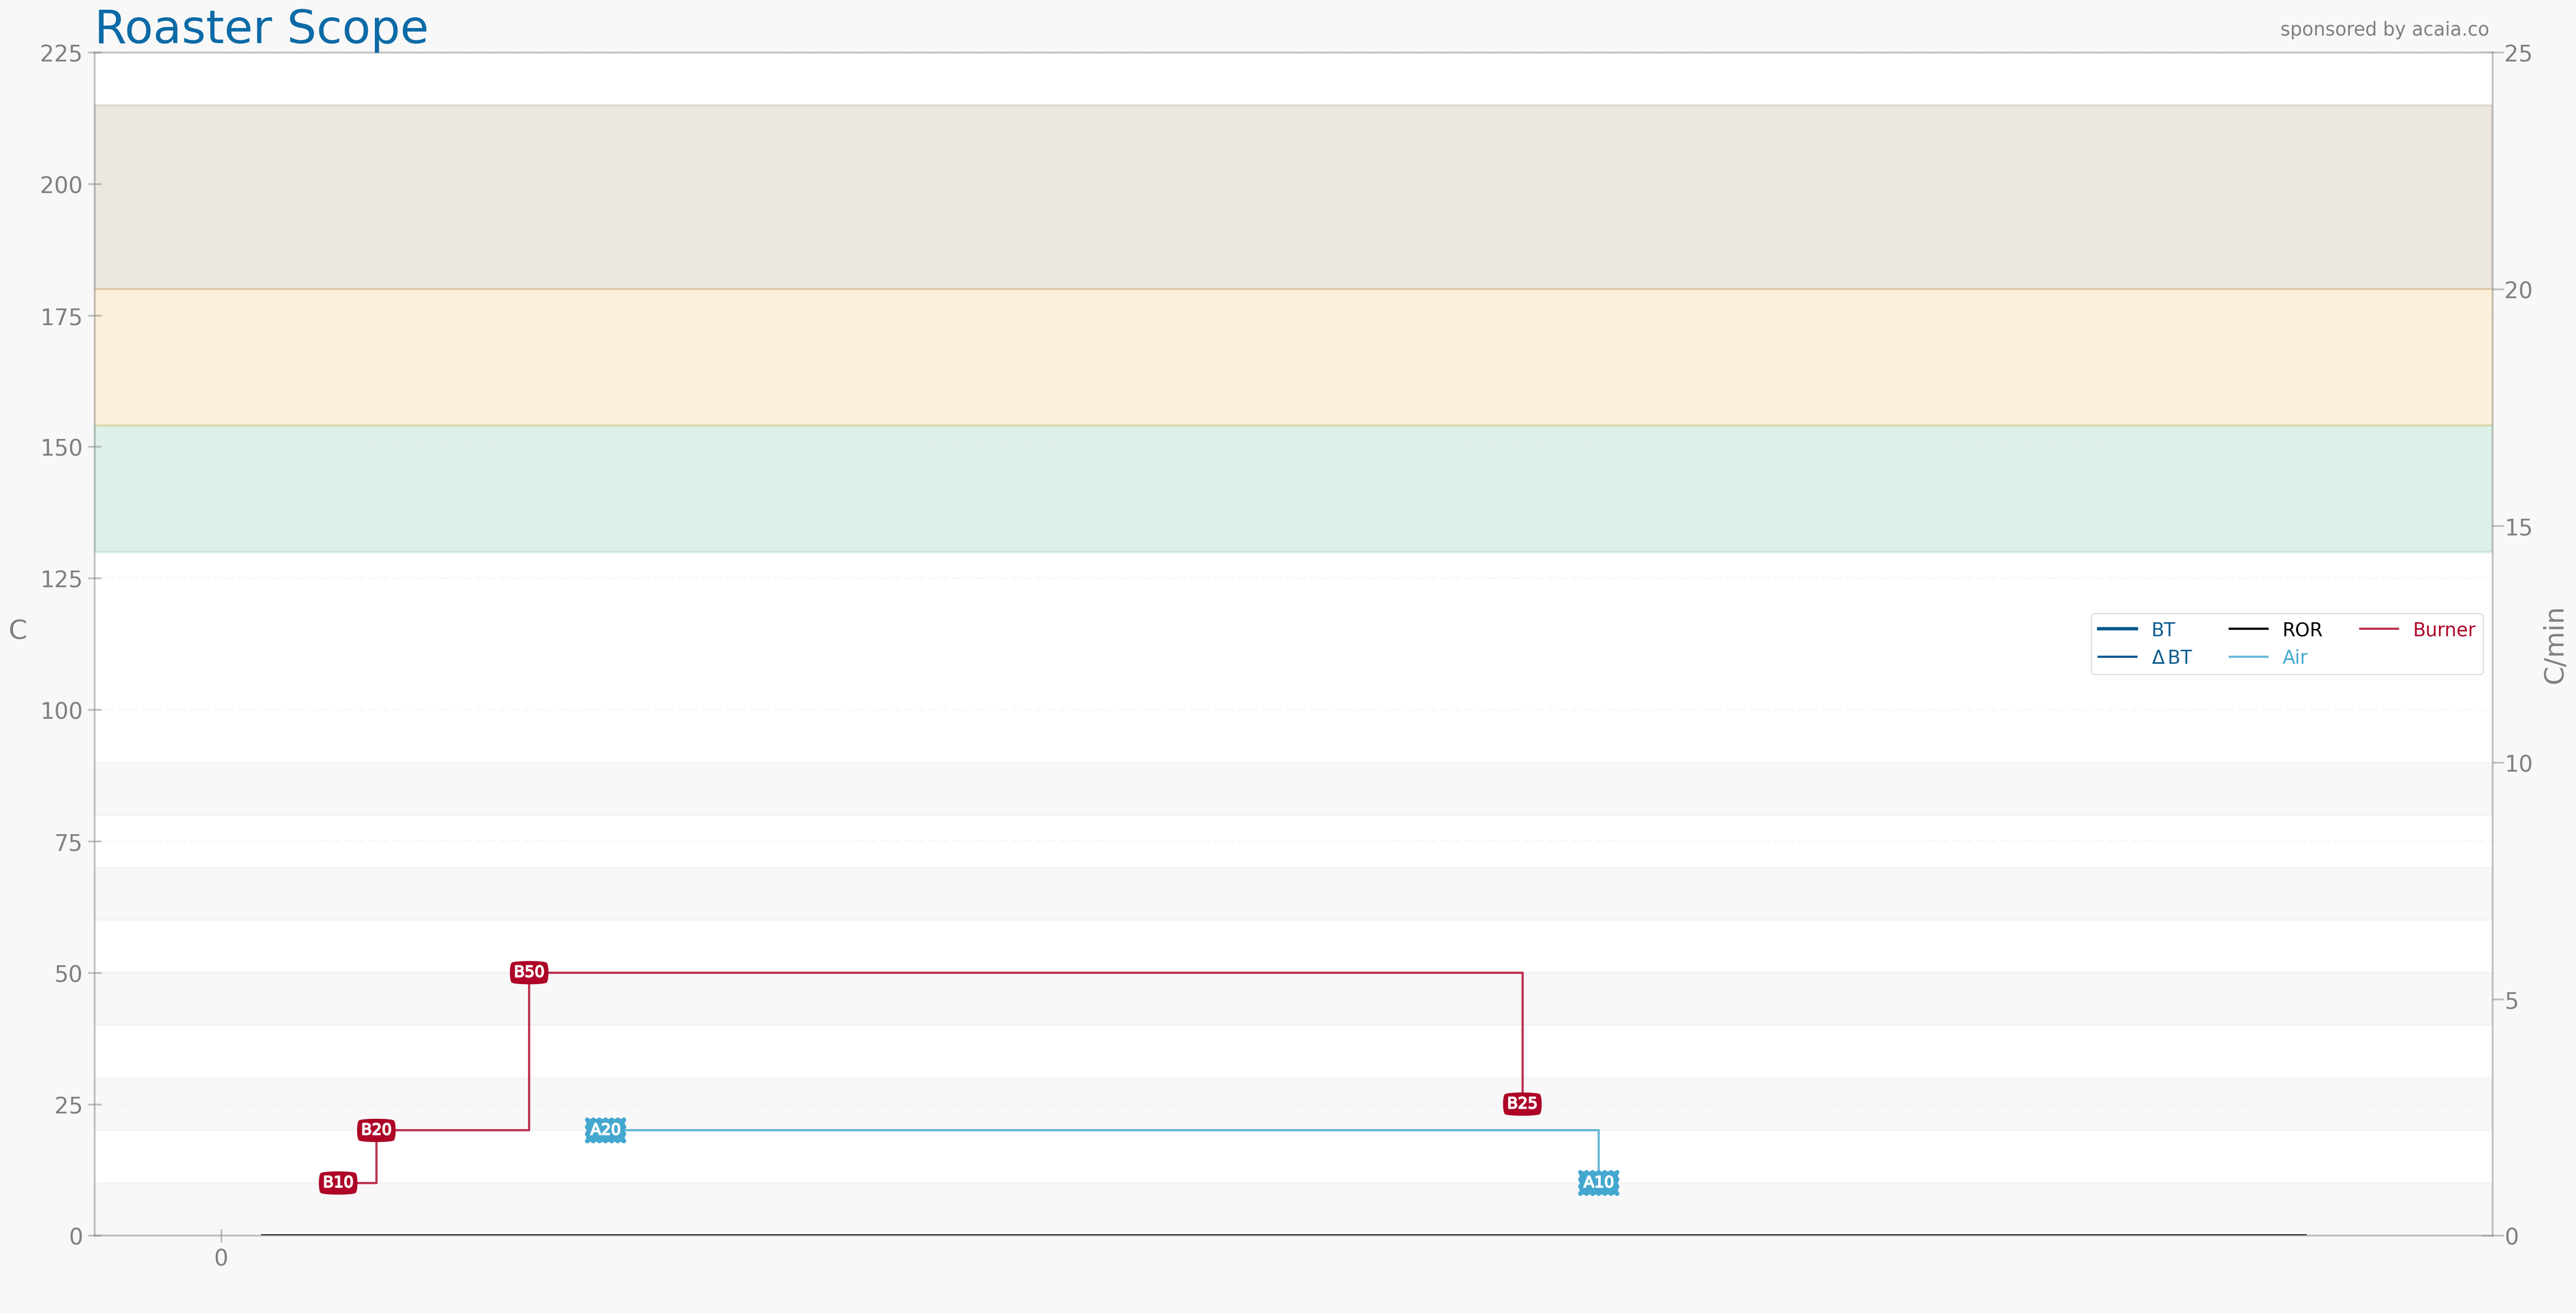 Roaster Scope
sponsored by acaia.co
225
200
175
150
125
100
75
50
25
0
C
25
20
15
10
5
0
C/min
BT
ROR
Burner
Δ BT
Air
B50
B25
B20
A20
B10
A10
0